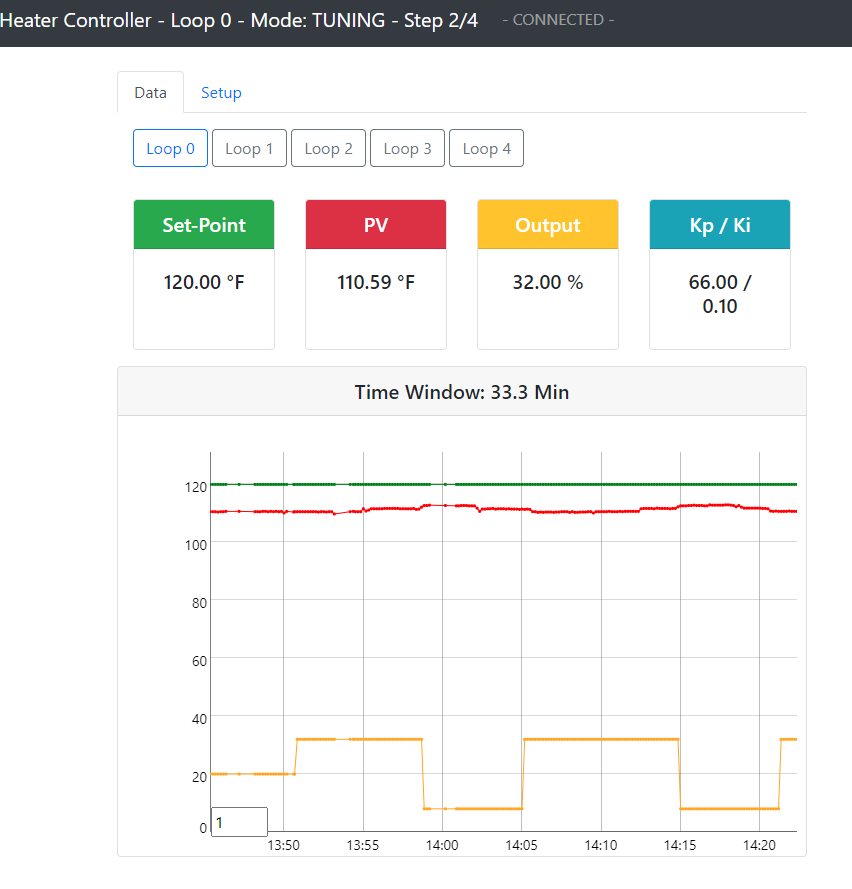 Heater Controller - Loop 0 - Mode: TUNING - Step 2/4 - CONNECTED -
Data Setup
Loop 0 Loop 1 Loop 2 Loop 3 Loop 4
Set-Point PV Output Kp / Ki
120.00 °F 110.59 °F 32.00 % 66.00 /
0.10
Time Window: 33.3 Min
120
100
80
60
40
20
0 1
13:50 13:55 14:00 14:05 14:10 14:15 14:20